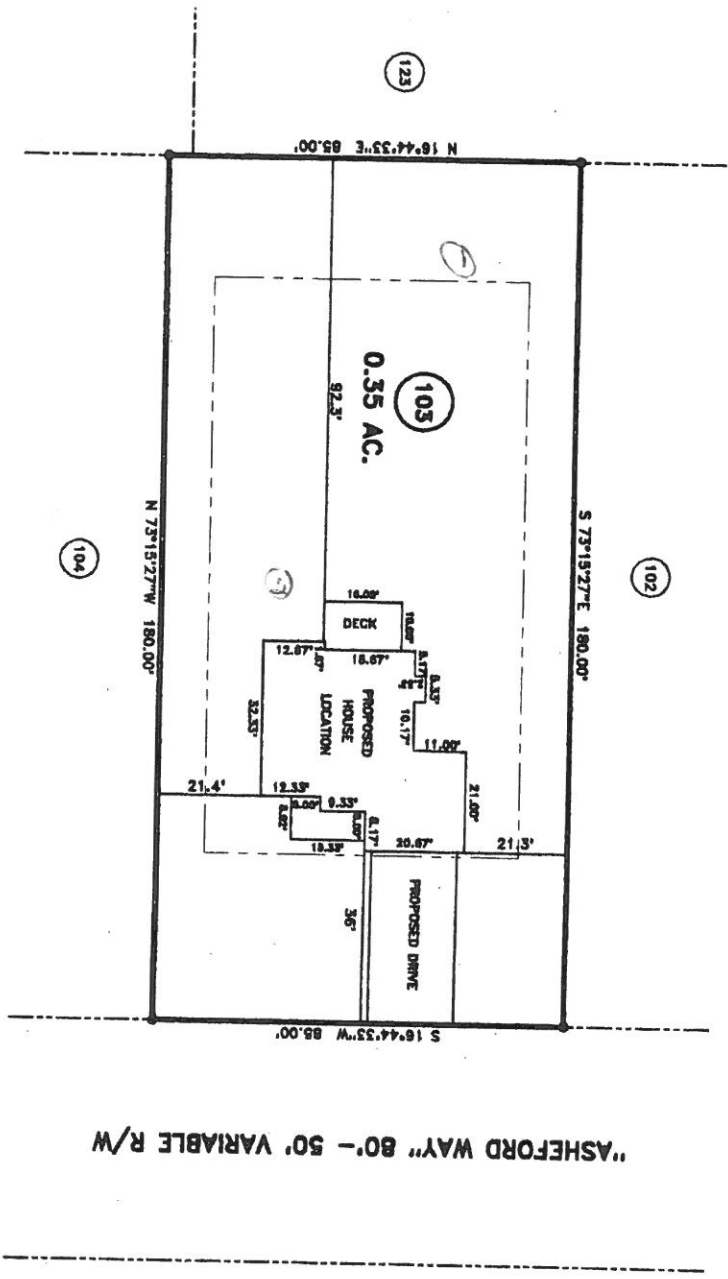 123
N 16°44'33"E 85.00'
103
0.35 AC.
92.3'
S 73°15'27"E 180.00'
102
N 73°15'27"W 180.00'
104
16.00'
DECK
10.00'
12.67'
18.67'
5.33'
10.17'
11.00'
PROPOSED
HOUSE
LOCATION
32.33'
21.00'
21.4'
12.33'
9.33'
6.00'
8.17'
20.67'
21.3'
13.33'
36'
PROPOSED DRIVE
S 16°44'33"W 85.00'
"ASHEFORD WAY" 80'- 50' VARIABLE R/W